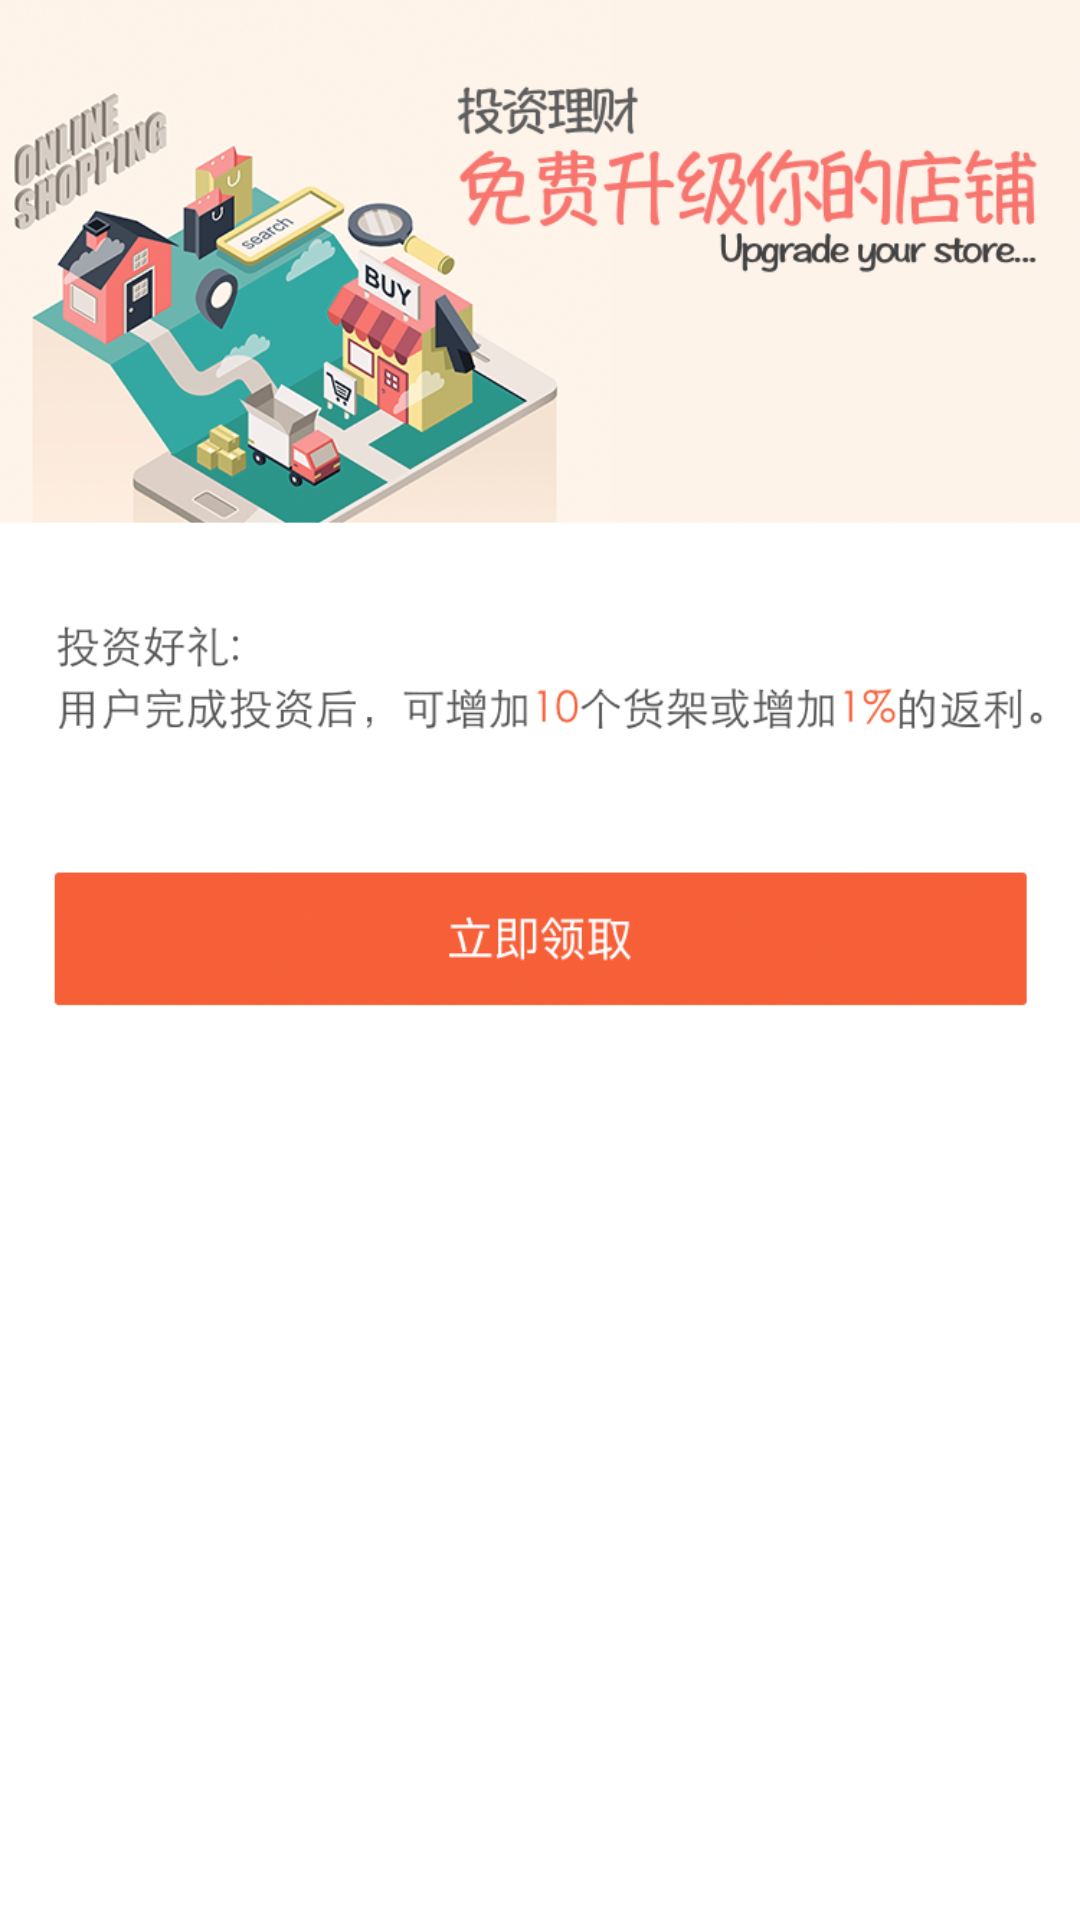 投资理财
免费升级你的店铺
Upgrade your store...
ONLINE
SHOPPING
search
BUY
投资好礼:
用户完成投资后，可增加10个货架或增加1%的返利。
立即领取